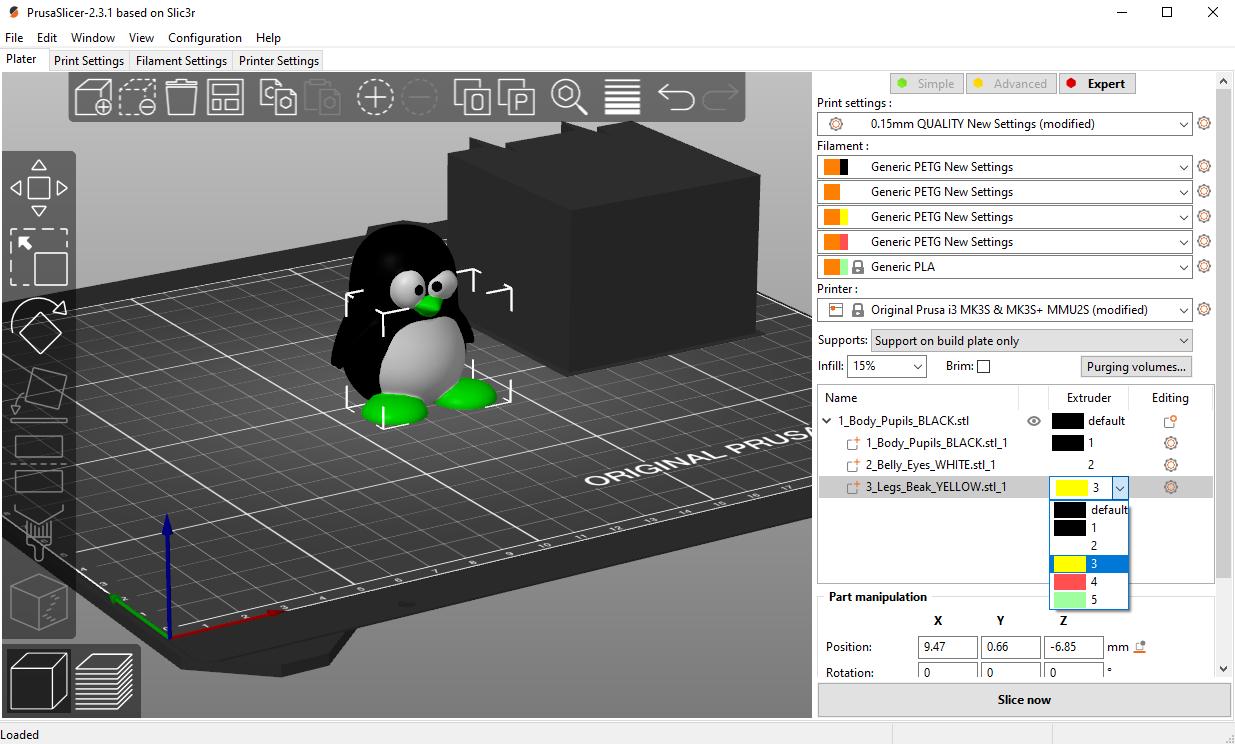 PrusaSlicer-2.3.1 based on Slic3r
File Edit Window View Configuration Help
Plater Print Settings Filament Settings Printer Settings
Simple Advanced Expert
Print settings :
0.15mm QUALITY New Settings (modified)
Filament :
Generic PETG New Settings
Generic PETG New Settings
Generic PETG New Settings
Generic PETG New Settings
Generic PLA
Printer :
Original Prusa i3 MK3S & MK3S+ MMU2S (modified)
Supports: Support on build plate only
Infill: 15% Brim: Purging volumes...
Name Extruder Editing
1_Body_Pupils_BLACK.stl default
1_Body_Pupils_BLACK.stl_1 1
2_Belly_Eyes_WHITE.stl_1 2
3_Legs_Beak_YELLOW.stl_1 3
default
1
2
3
4
5
Part manipulation
X Y Z
Position: 9.47 0.66 -6.85 mm
Rotation: 0 0 0 °
Slice now
ORIGINAL PRUSA
Loaded